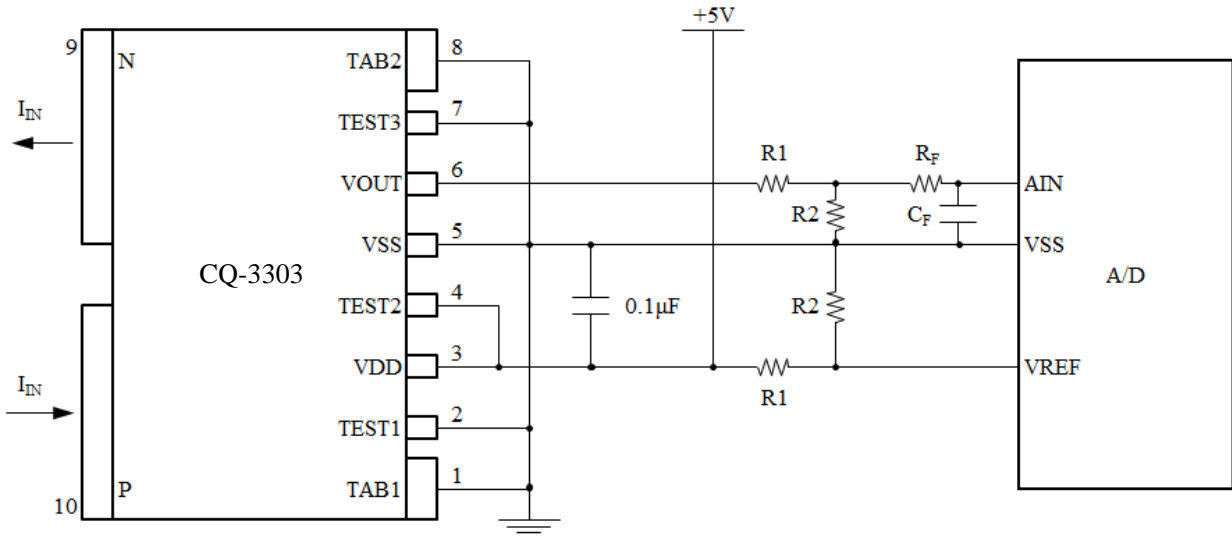 +5V
9
N
TAB2
8
I_IN
TEST3
7
VOUT
6
R1
R_F
AIN
R2
C_F
VSS
5
VSS
CQ-3303
A/D
TEST2
4
0.1μF
R2
VDD
3
VREF
I_IN
R1
TEST1
2
P
TAB1
1
10